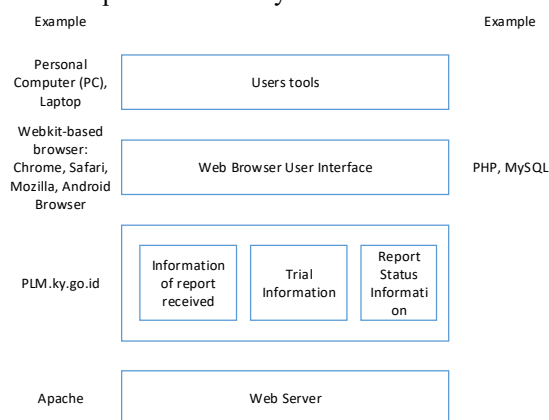 Example
Example
Personal
Computer (PC),
Laptop
Users tools
Webkit-based
browser:
Chrome, Safari,
Mozilla, Android
Browser
Web Browser User Interface
PHP, MySQL
PLM.ky.go.id
Information
of report
received
Trial
Information
Report
Status
Informati
on
Apache
Web Server